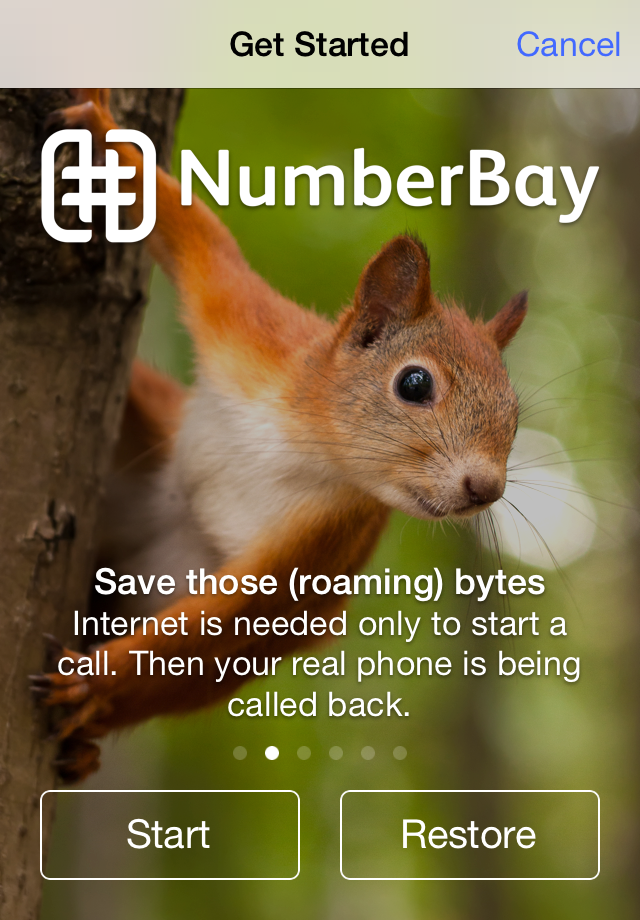 Get Started
Cancel
NumberBay
Save those (roaming) bytes
Internet is needed only to start a
call. Then your real phone is being
called back.
Start
Restore